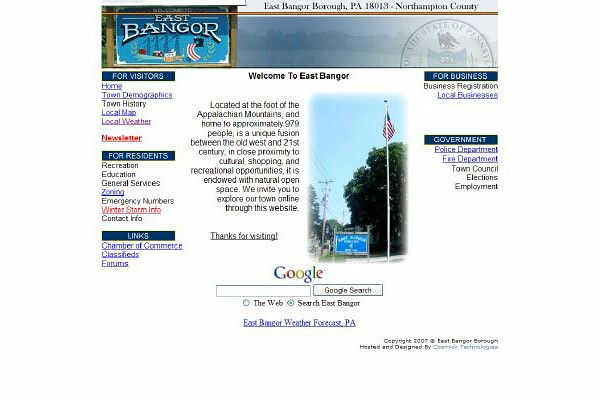 East Bangor Borough, PA 18013 - Northampton County
WELCOME TO
EAST
BANGOR
FOR VISITORS
Home
Town Demographics
Town History
Local Map
Local Weather
Newsletter
FOR RESIDENTS
Recreation
Education
General Services
Zoning
Emergency Numbers
Winter Storm Info
Contact Info
LINKS
Chamber of Commerce
Classifieds
Forums
Welcome To East Bangor
Located at the foot of the
Appalachian Mountains, and
home to approximately 979
people, is a unique fusion
between the old west and 21st
century, in close proximity to
cultural, shopping, and
recreational opportunities, it is
endowed with natural open
space. We invite you to
explore our town online
through this website.
Thanks for visiting!
EAST BANGOR
FOR BUSINESS
Business Registration
Local Businesses
GOVERNMENT
Police Department
Fire Department
Town Council
Elections
Employment
Google
Google Search
The Web Search East Bangor
East Bangor Weather Forecast, PA
Copyright 2007 © East Bangor Borough
Hosted and Designed By Cosmick Technologies